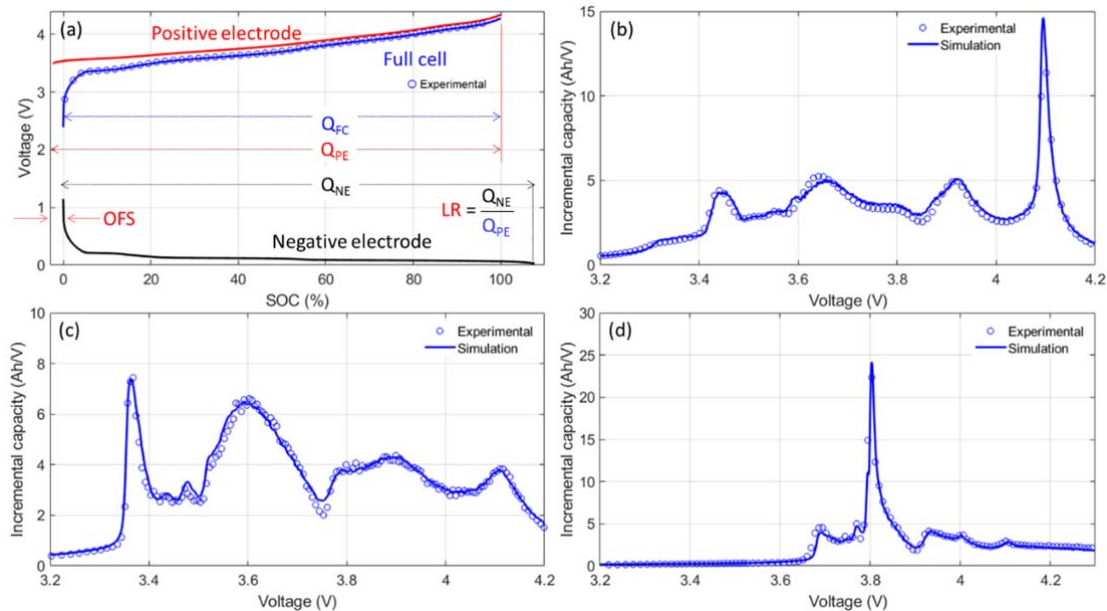 (a)
Positive electrode
Full cell
Experimental
Q_FC
Q_PE
Q_NE
OFS
LR = Q_NE / Q_PE
Negative electrode
Voltage (V)
0
1
2
3
4
0 20 40 60 80 100
SOC (%)
(b)
Experimental
Simulation
Incremental capacity (Ah/V)
0
5
10
15
3.2 3.4 3.6 3.8 4 4.2
Voltage (V)
(c)
Experimental
Simulation
Incremental capacity (Ah/V)
0
2
4
6
8
10
3.2 3.4 3.6 3.8 4 4.2
Voltage (V)
(d)
Experimental
Simulation
Incremental capacity (Ah/V)
0
5
10
15
20
25
30
3.2 3.4 3.6 3.8 4 4.2
Voltage (V)